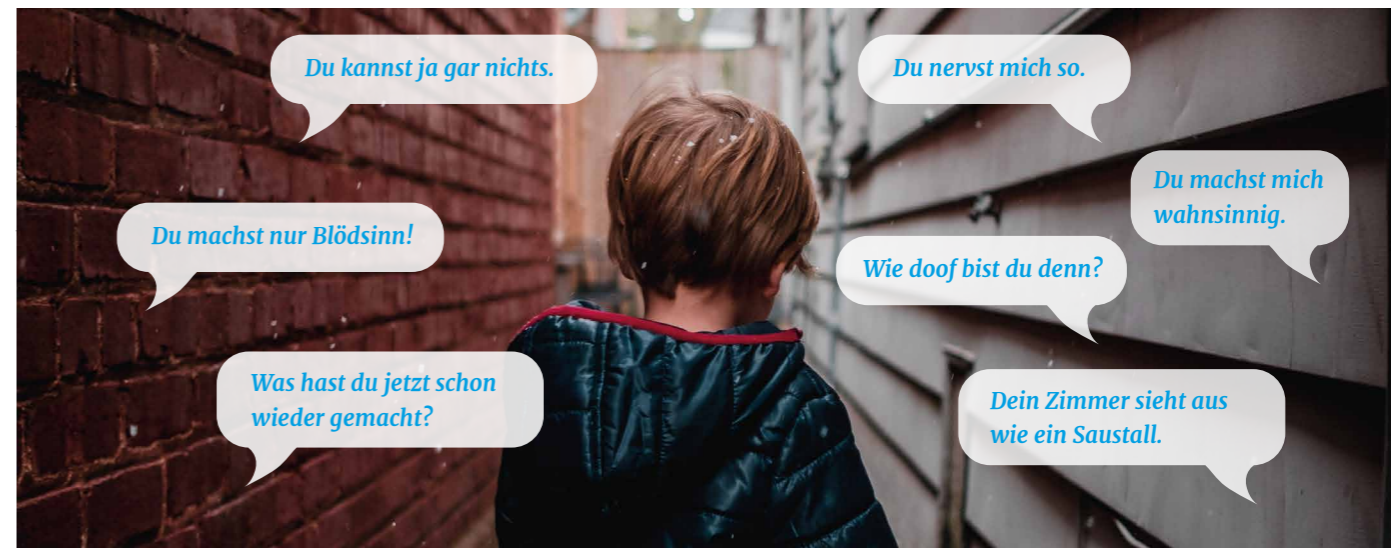 Du kannst ja gar nichts.
Du nervst mich so.
Du machst mich
wahnsinnig.
Du machst nur Blödsinn!
Wie doof bist du denn?
Was hast du jetzt schon
wieder gemacht?
Dein Zimmer sieht aus
wie ein Saustall.